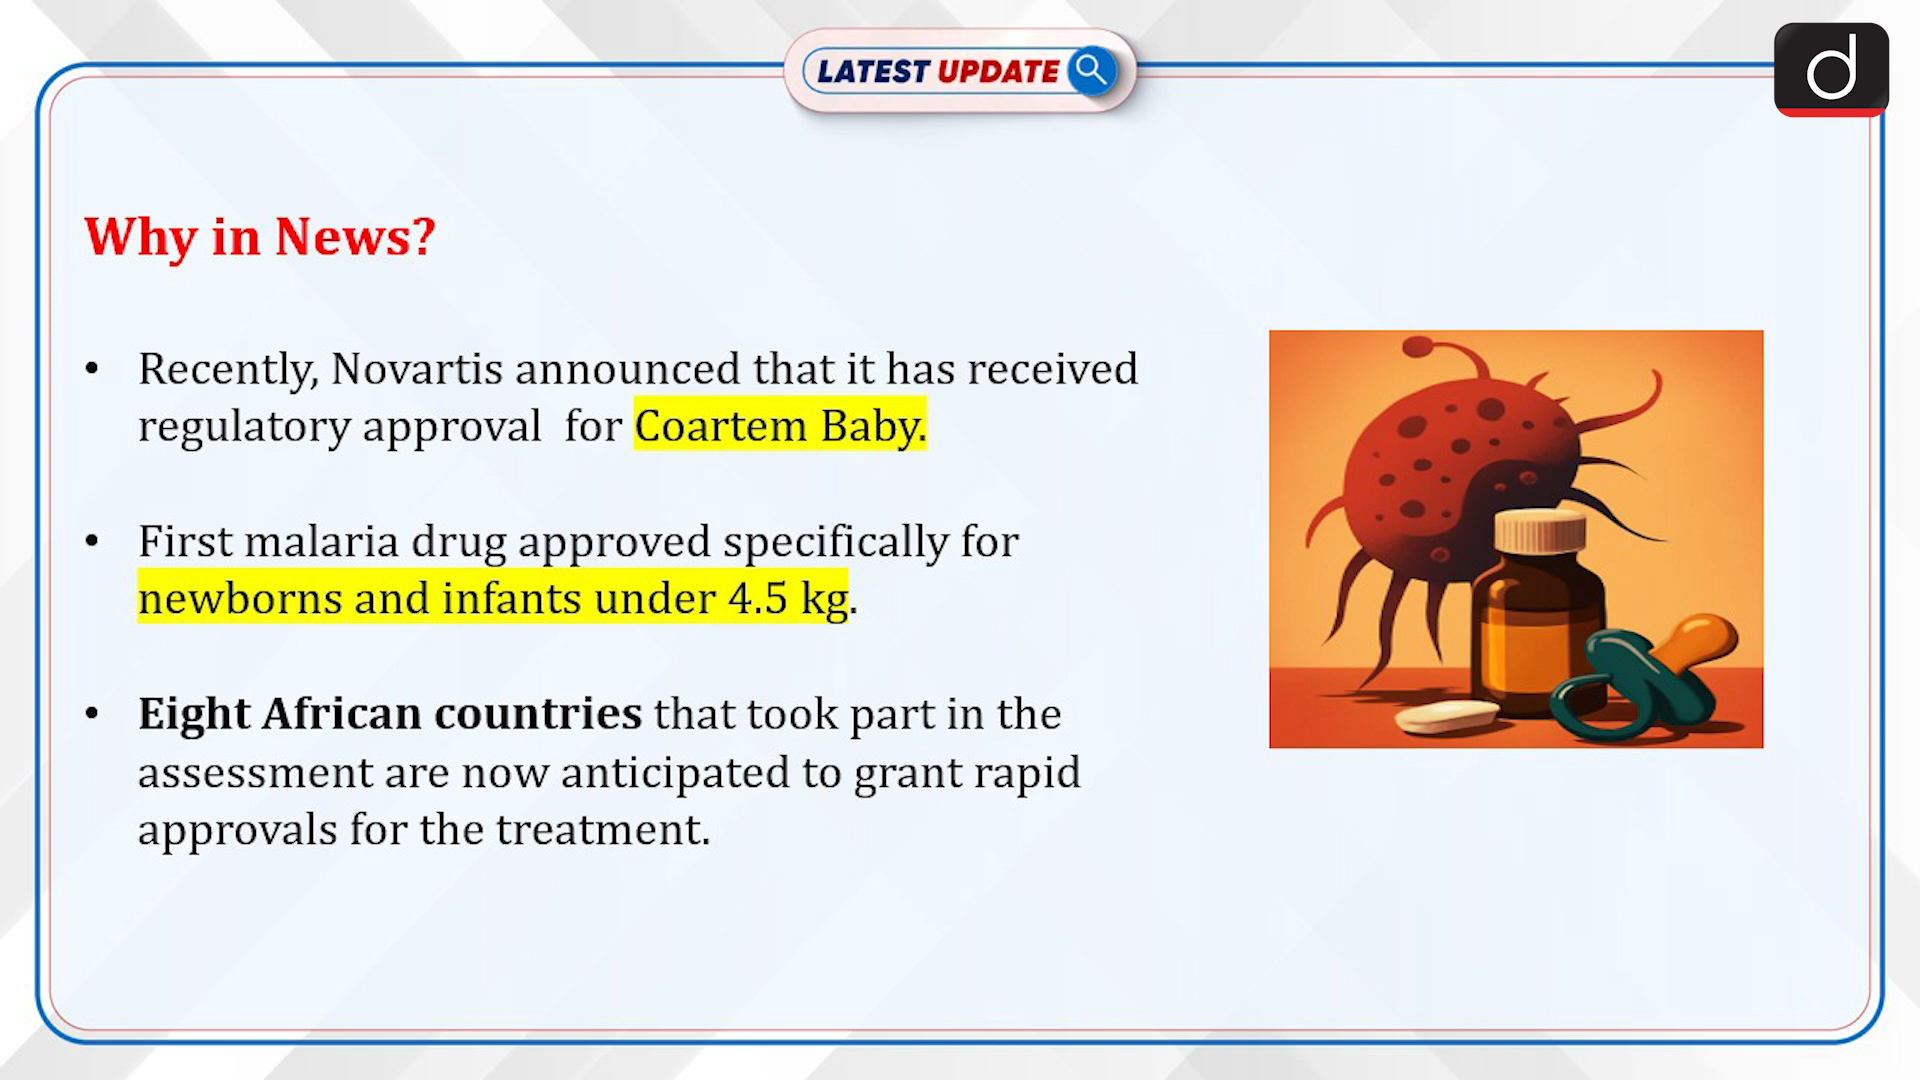 LATEST UPDATE
d
Why in News?
• Recently, Novartis announced that it has received
regulatory approval  for Coartem Baby.
• First malaria drug approved specifically for
newborns and infants under 4.5 kg.
• Eight African countries that took part in the
assessment are now anticipated to grant rapid
approvals for the treatment.